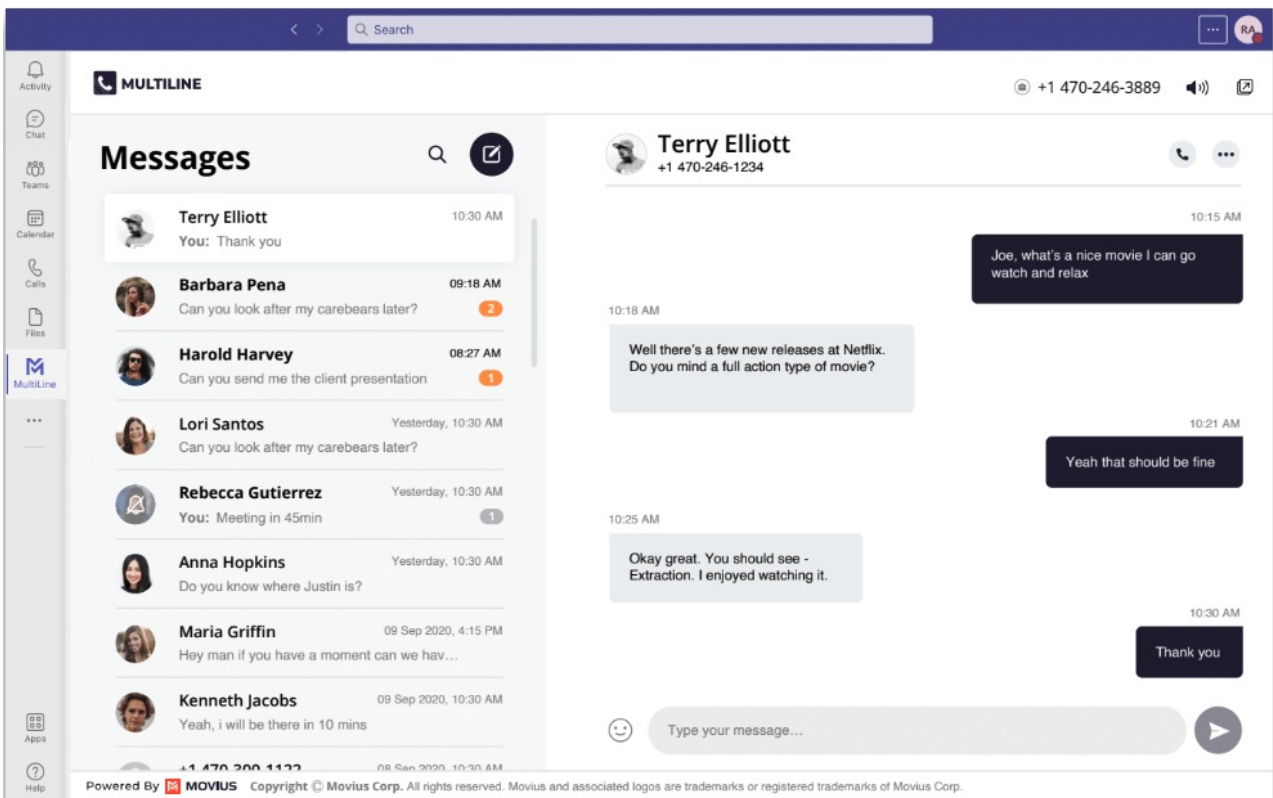 Search
...
RA
Activity
Chat
Teams
Calendar
Calls
Files
MultiLine
...
Apps
Help
MULTILINE
+1 470-246-3889
Messages
Terry Elliott 10:30 AM
You: Thank you
Barbara Pena 09:18 AM
Can you look after my carebears later? 2
Harold Harvey 08:27 AM
Can you send me the client presentation 1
Lori Santos Yesterday, 10:30 AM
Can you look after my carebears later?
Rebecca Gutierrez Yesterday, 10:30 AM
You: Meeting in 45min 1
Anna Hopkins Yesterday, 10:30 AM
Do you know where Justin is?
Maria Griffin 09 Sep 2020, 4:15 PM
Hey man if you have a moment can we hav...
Kenneth Jacobs 09 Sep 2020, 10:30 AM
Yeah, i will be there in 10 mins
+1 470 300 1122 08 Sep 2020, 10:30 AM
Terry Elliott
+1 470-246-1234
10:15 AM
Joe, what's a nice movie I can go
watch and relax
10:18 AM
Well there's a few new releases at Netflix.
Do you mind a full action type of movie?
10:21 AM
Yeah that should be fine
10:25 AM
Okay great. You should see -
Extraction. I enjoyed watching it.
10:30 AM
Thank you
Type your message...
Powered By MOVIUS Copyright © Movius Corp. All rights reserved. Movius and associated logos are trademarks or registered trademarks of Movius Corp.